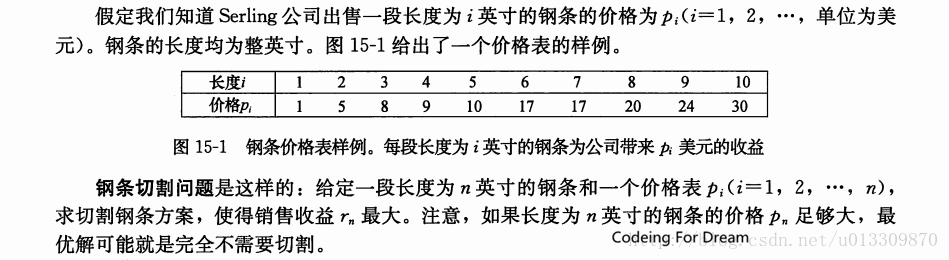 假定我们知道 Serling 公司出售一段长度为 i 英寸的钢条的价格为 pᵢ(i=1，2，…，单位为美
元)。钢条的长度均为整英寸。图 15-1 给出了一个价格表的样例。
长度i 1 2 3 4 5 6 7 8 9 10
价格pᵢ 1 5 8 9 10 17 17 20 24 30
图 15-1 钢条价格表样例。每段长度为 i 英寸的钢条为公司带来 pᵢ 美元的收益
钢条切割问题是这样的：给定一段长度为 n 英寸的钢条和一个价格表 pᵢ(i=1，2，…，n)，
求切割钢条方案，使得销售收益 rₙ 最大。注意，如果长度为 n 英寸的钢条的价格 pₙ 足够大，最
优解可能就是完全不需要切割。
Codeing For Dream
http://blog.csdn.net/u013309870